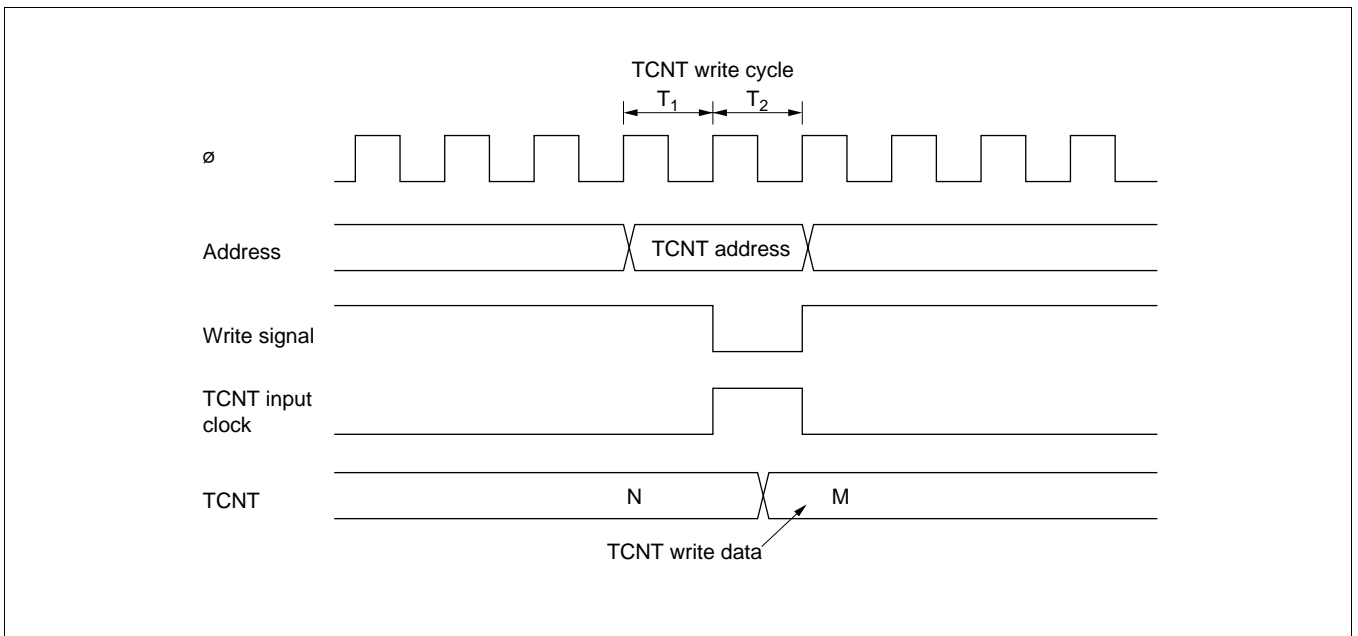 TCNT write cycle
T1 T2
ø
Address
TCNT address
Write signal
TCNT input
clock
TCNT
N
M
TCNT write data